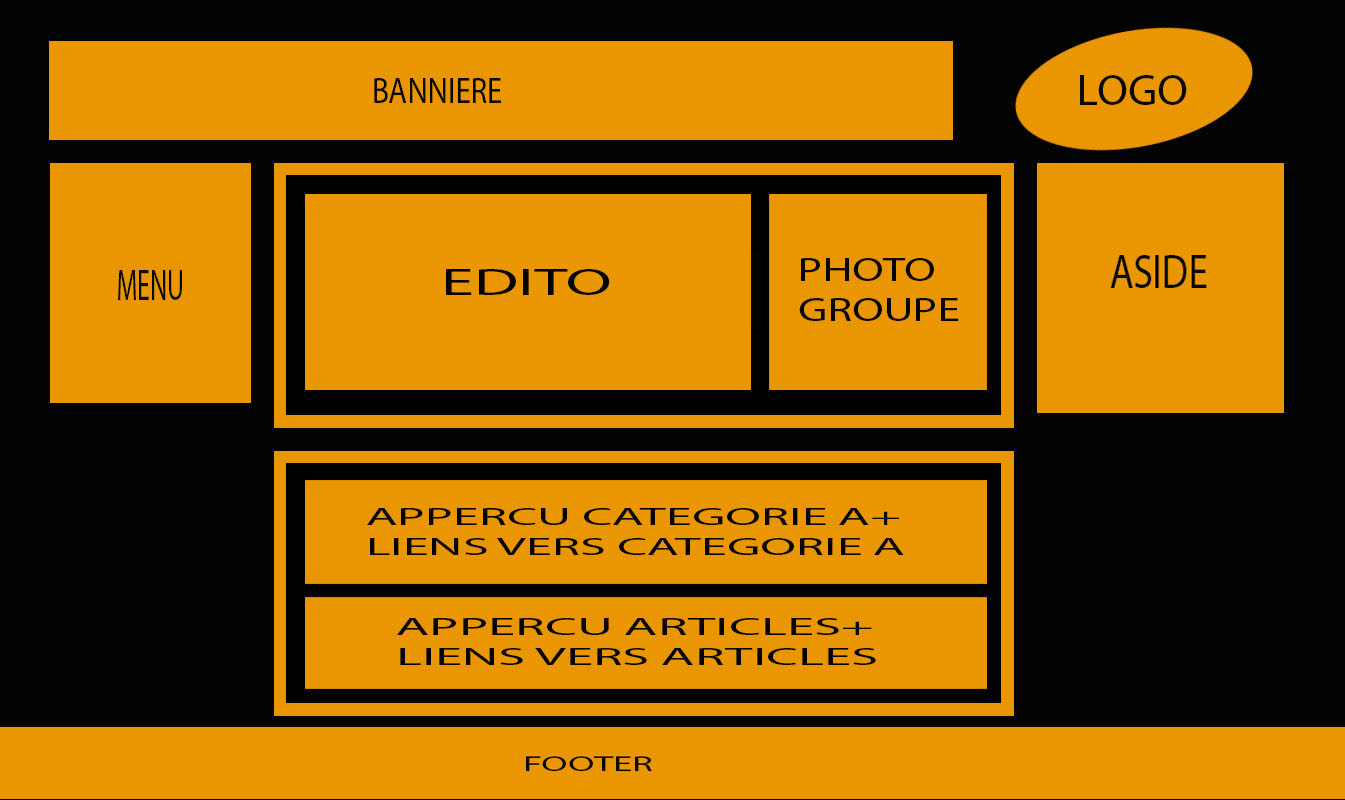 BANNIERE
LOGO
MENU
EDITO
PHOTO
GROUPE
ASIDE
APPERCU CATEGORIE A+
LIENS VERS CATEGORIE A
APPERCU ARTICLES+
LIENS VERS ARTICLES
FOOTER